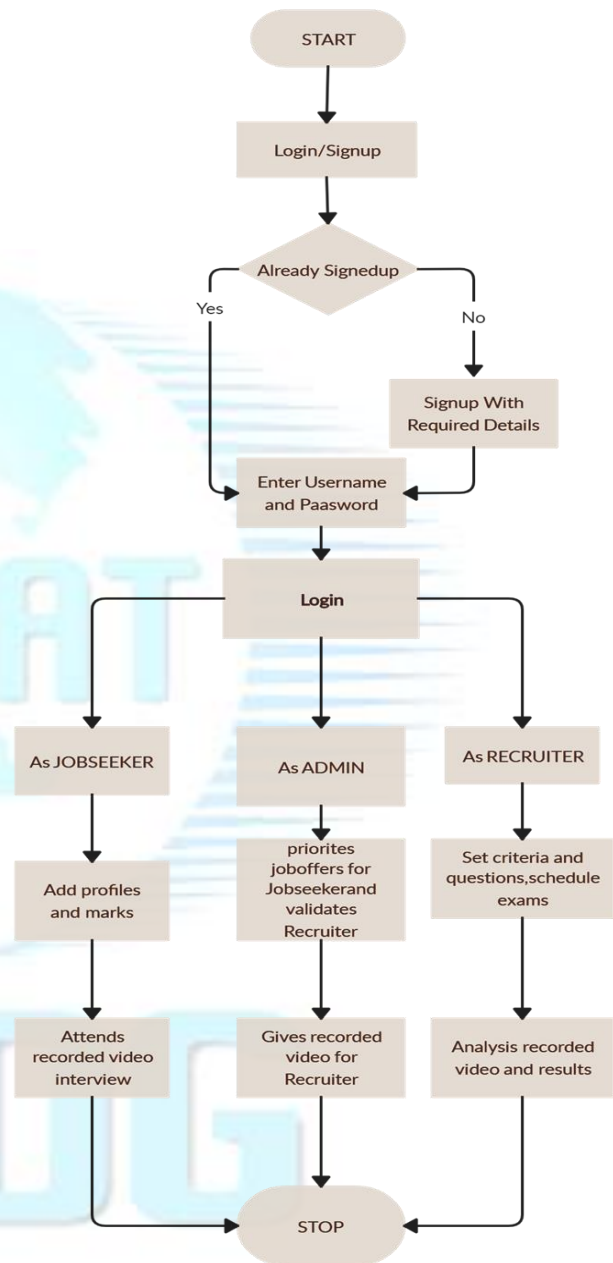 START
Login/Signup
Already Signedup
Yes
No
Signup With
Required Details
Enter Username
and Paasword
Login
As JOBSEEKER
As ADMIN
As RECRUITER
Add profiles
and marks
priorites
joboffers for
Jobseekerand
validates
Recruiter
Set criteria and
questions,schedule
exams
Attends
recorded video
interview
Gives recorded
video for
Recruiter
Analysis recorded
video and results
STOP